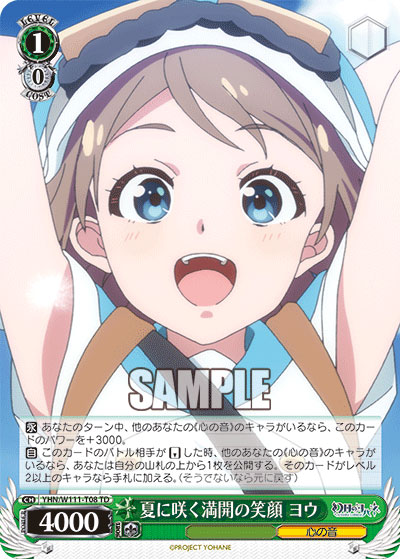 LEVEL
1
0
COST
SAMPLE
永 あなたのターン中、他のあなたの《心の音》のキャラがいるなら、このカ
ードのパワーを＋3000。
自 このカードのバトル相手が した時、他のあなたの《心の音》のキャラが
いるなら、あなたは自分の山札の上から1枚を公開する。そのカードがレベル
2以上のキャラなら手札に加える。（そうでないなら元に戻す）
CH YHN/W111-T08 TD
夏に咲く満開の笑顔 ヨウ
POWER
4000
心の音
©PROJECT YOHANE